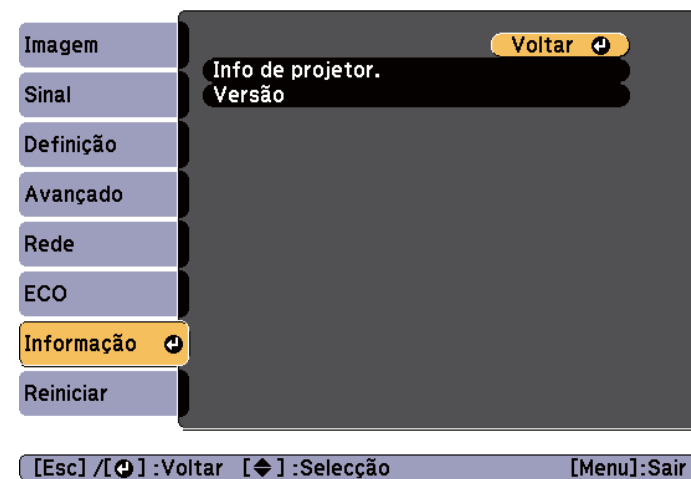 Imagem
Sinal
Definição
Avançado
Rede
ECO
Informação
Reiniciar
Voltar
Info de projetor.
Versão
[Esc] /[ ] :Voltar [ ] :Selecção [Menu]:Sair